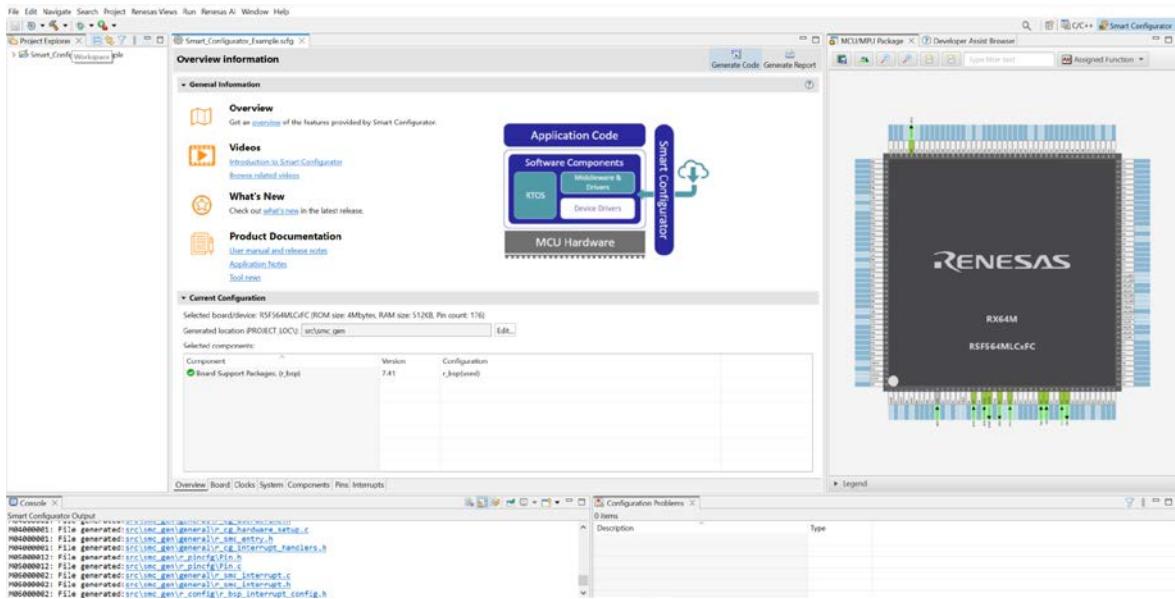 File Edit Navigate Search Project Renesas Views Run Renesas AI Window Help
C/C++ Smart Configurator
Project Explorer
Smart_Configurator_Example.scfg
MCU/MPU Package Developer Assist Browser
Workspace
Overview information
Generate Code Generate Report
type filter text
Assigned Function
General Information
Overview
Get an overview of the features provided by Smart Configurator.
Videos
Introduction to Smart Configurator
Browse related videos
What's New
Check out what's new in the latest release.
Product Documentation
User manual and release notes
Application Notes
Tool news
Application Code
Software Components
RTOS
Middleware &
Drivers
Device Drivers
MCU Hardware
Smart Configurator
RENESAS
RX64M
R5F564MLCxFC
Current Configuration
Selected board/device: R5F564MLCxFC (ROM size: 4Mbytes, RAM size: 512KB, Pin count: 176)
Generated location (PROJECT_LOC\): src\smc_gen Edit...
Selected components:
Component Version Configuration
Board Support Packages. (r_bsp) 7.41 r_bsp(used)
Overview Board Clocks System Components Pins Interrupts
Legend
Console
Smart Configurator Output
M04000001: File generated:src\smc_gen\general\r_cg_hardware_setup.c
M04000001: File generated:src\smc_gen\general\r_smc_entry.h
M04000001: File generated:src\smc_gen\general\r_cg_interrupt_handlers.h
M05000012: File generated:src\smc_gen\r_pincfg\Pin.h
M05000012: File generated:src\smc_gen\r_pincfg\Pin.c
M06000002: File generated:src\smc_gen\general\r_smc_interrupt.c
M06000002: File generated:src\smc_gen\general\r_smc_interrupt.h
M06000002: File generated:src\smc_gen\r_config\r_bsp_interrupt_config.h
Configuration Problems
0 items
Description Type